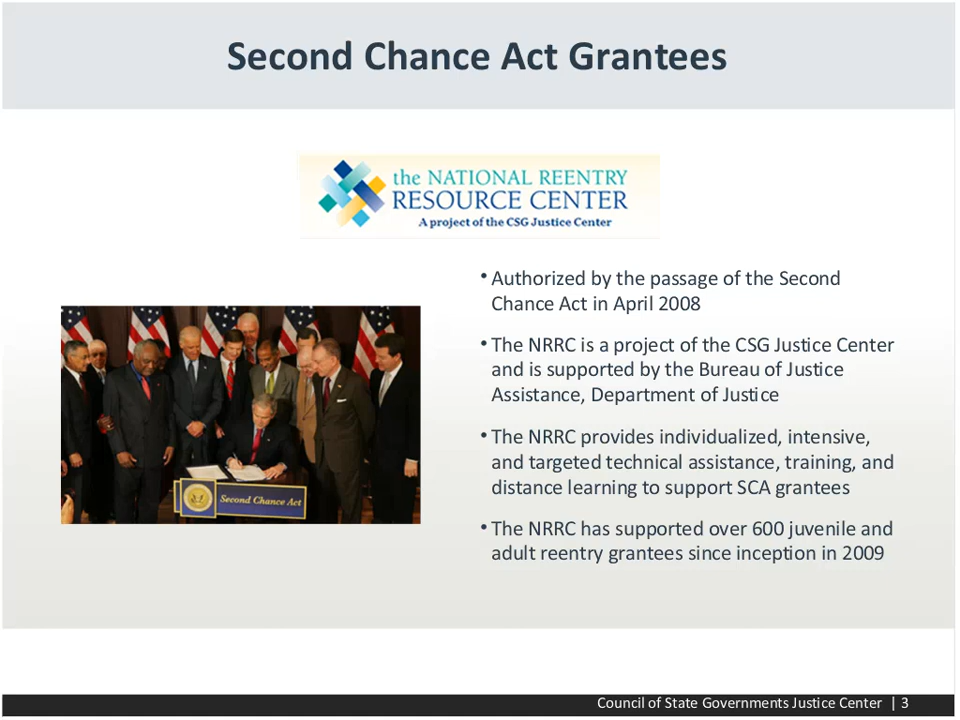 Second Chance Act Grantees
the NATIONAL REENTRY
RESOURCE CENTER
A project of the CSG Justice Center
• Authorized by the passage of the Second
Chance Act in April 2008
• The NRRC is a project of the CSG Justice Center
and is supported by the Bureau of Justice
Assistance, Department of Justice
• The NRRC provides individualized, intensive,
and targeted technical assistance, training, and
distance learning to support SCA grantees
Second Chance Act
• The NRRC has supported over 600 juvenile and
adult reentry grantees since inception in 2009
Council of State Governments Justice Center | 3